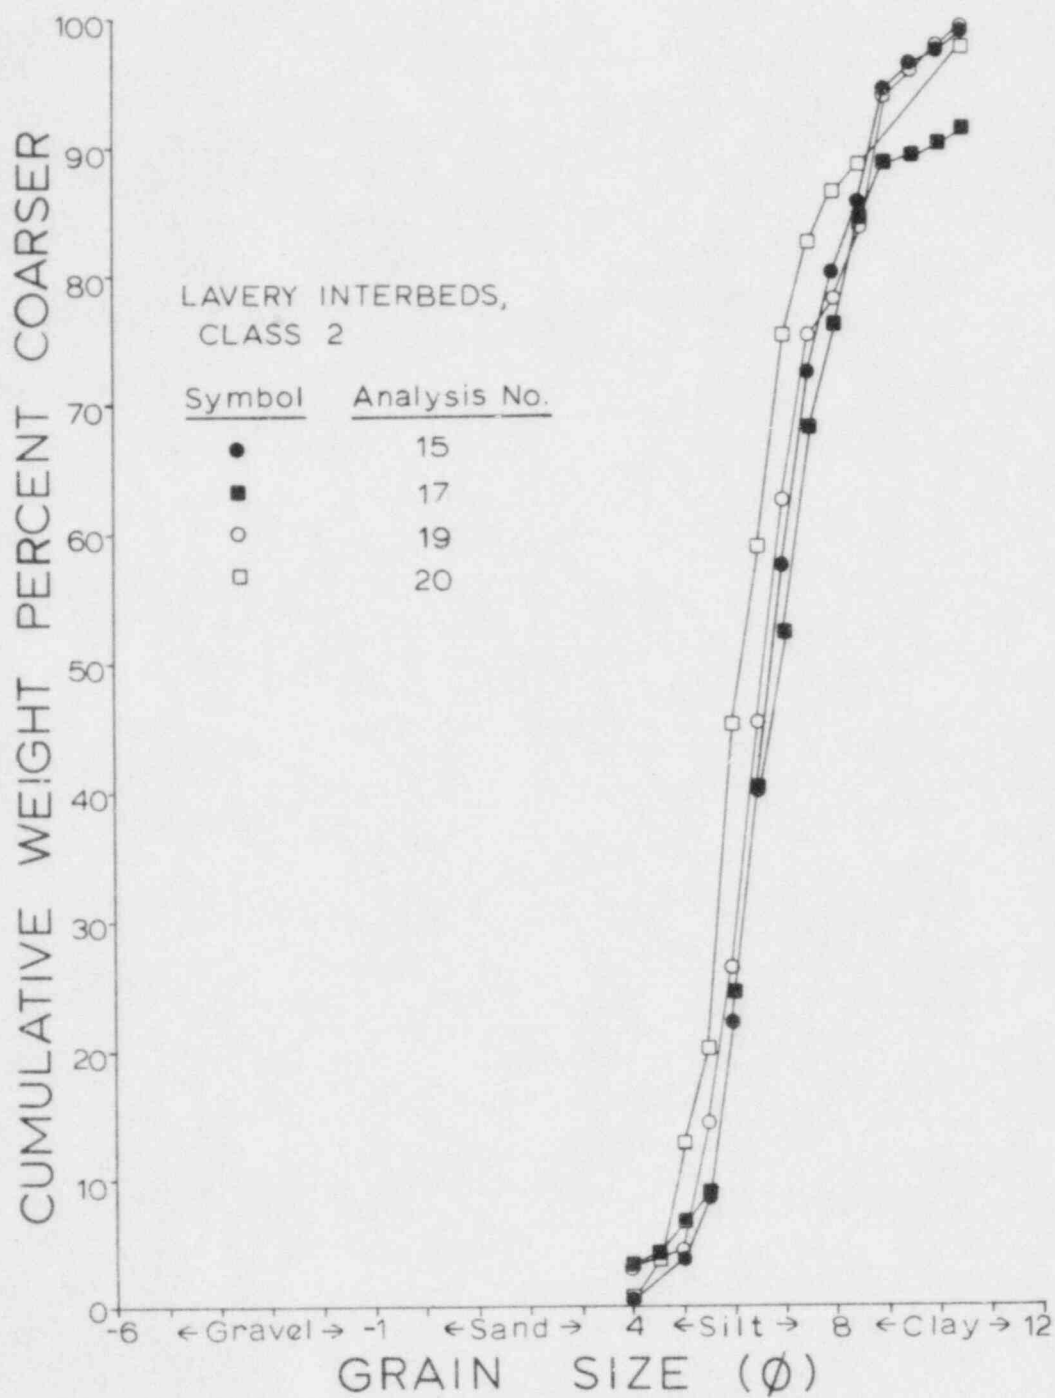 CUMULATIVE WEIGHT PERCENT COARSER
100
90
80
70
60
50
40
30
20
10
0
LAVERY INTERBEDS,
CLASS 2
Symbol Analysis No.
15
17
19
20
-6 ←Gravel→ -1 ←Sand→ 4 ←Silt→ 8 ←Clay→ 12
GRAIN SIZE (ϕ)